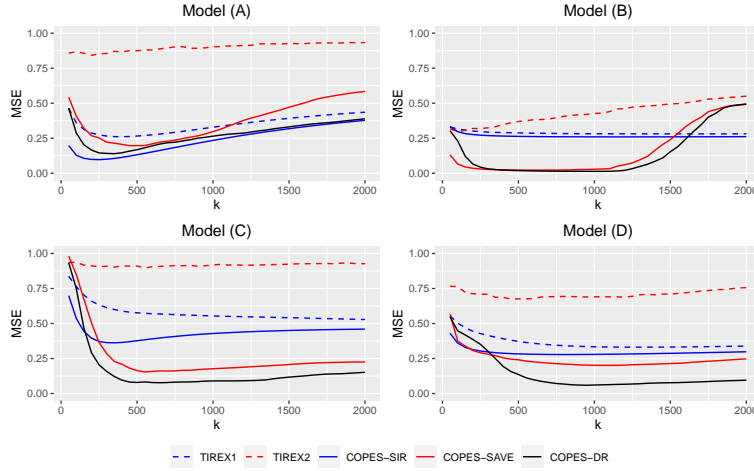 Model (A)
Model (B)
1.00
0.75
0.50
0.25
0.00
MSE
0
500
1000
1500
2000
k
1.00
0.75
0.50
0.25
0.00
MSE
0
500
1000
1500
2000
k
Model (C)
Model (D)
1.00
0.75
0.50
0.25
0.00
MSE
0
500
1000
1500
2000
k
1.00
0.75
0.50
0.25
0.00
MSE
0
500
1000
1500
2000
k
TIREX1
TIREX2
COPES-SIR
COPES-SAVE
COPES-DR